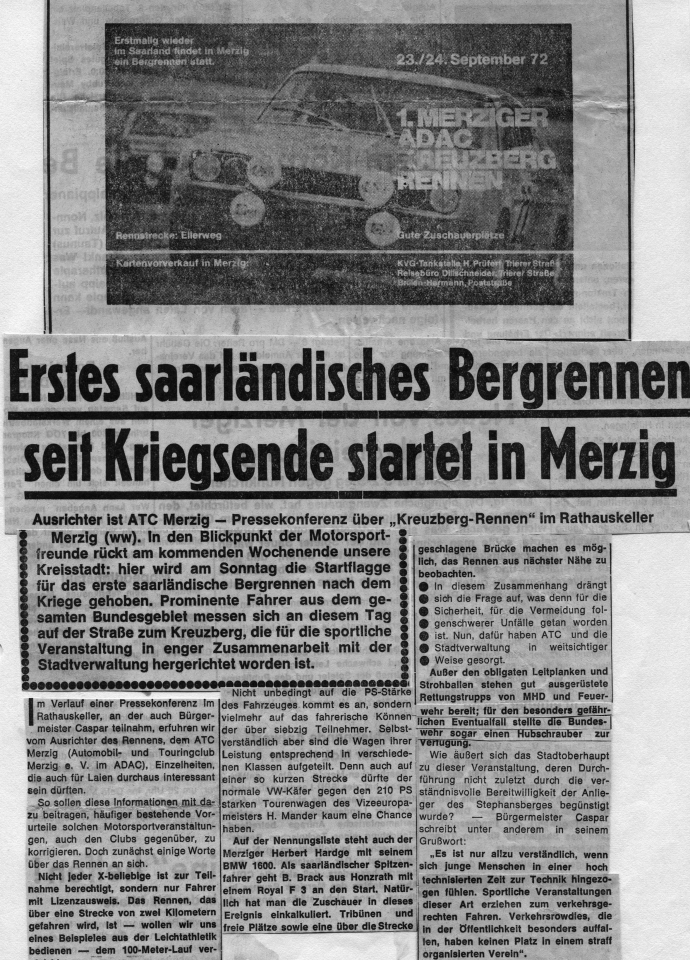 Erstmalig wieder
im Saarland findet in Merzig
ein Bergrennen statt.
23./24. September 72
1. MERZIGER
ADAC
KREUZBERG
RENNEN
Rennstrecke: Ellerweg
Gute Zuschauerplätze
Kartenvorverkauf in Merzig:
KVG-Tankstelle H. Prüfert, Trierer Straße
Reisebüro Dillschneider, Trierer Straße
Brillen-Hermann, Poststraße
Erstes saarländisches Bergrennen
seit Kriegsende startet in Merzig
Ausrichter ist ATC Merzig — Pressekonferenz über „Kreuzberg-Rennen" im Rathauskeller
Merzig (ww). In den Blickpunkt der Motorsport-
freunde rückt am kommenden Wochenende unsere
Kreisstadt: hier wird am Sonntag die Startflagge
für das erste saarländische Bergrennen nach dem
Kriege gehoben. Prominente Fahrer aus dem ge-
samten Bundesgebiet messen sich an diesem Tag
auf der Straße zum Kreuzberg, die für die sportliche
Veranstaltung in enger Zusammenarbeit mit der
Stadtverwaltung hergerichtet worden ist.
Im Verlauf einer Pressekonferenz im
Rathauskeller, an der auch Bürger-
meister Caspar teilnahm, erfuhren wir
vom Ausrichter des Rennens, dem ATC
Merzig (Automobil- und Touringclub
Merzig e. V. im ADAC). Einzelheiten,
die auch für Laien durchaus interessant
sein dürften.
So sollen diese Informationen mit da-
zu beitragen, häufiger bestehende Vor-
urteile solchen Motorsportveranstaltun-
gen, auch den Clubs gegenüber, zu
korrigieren. Doch zunächst einige Worte
über das Rennen an sich.
Nicht jeder X-beliebige ist zur Teil-
nahme berechtigt, sondern nur Fahrer
mit Lizenzausweis. Das Rennen, das
über eine Strecke von zwei Kilometern
gefahren wird, ist — wollen wir uns
eines Beispieles aus der Leichtathletik
bedienen — dem 100-Meter-Lauf ver-
Nicht unbedingt auf die PS-Stärke
des Fahrzeuges kommt es an, sondern
vielmehr auf das fahrerische Können
der über siebzig Teilnehmer. Selbst-
verständlich aber sind die Wagen ihrer
Leistung entsprechend in verschiede-
nen Klassen aufgeteilt. Denn auch auf
einer so kurzen Strecke dürfte der
normale VW-Käfer gegen den 210 PS
starken Tourenwagen des Vizeeuropa-
meisters H. Mander kaum eine Chance
haben.
Auf der Nennungsliste steht auch der
Merziger Herbert Hardge mit seinem
BMW 1600. Als saarländischer Spitzen-
fahrer geht B. Brack aus Honzrath mit
einem Royal F 3 an den Start. Natür-
lich hat man die Zuschauer in dieses
Ereignis einkalkuliert. Tribünen und
freie Plätze sowie eine über die Strecke
geschlagene Brücke machen es mög-
lich, das Rennen aus nächster Nähe zu
beobachten.
● In diesem Zusammenhang drängt
● sich die Frage auf, was denn für die
● Sicherheit, für die Vermeidung fol-
● genschwerer Unfälle getan worden
● ist. Nun, dafür haben ATC und die
● Stadtverwaltung in weitsichtiger
● Weise gesorgt.
Außer den obligaten Leitplanken und
Strohballen stehen gut ausgerüstete
Rettungstrupps von MHD und Feuer-
wehr bereit; für den besonders gefähr-
lichen Eventualfall stellte die Bundes-
wehr sogar einen Hubschrauber zur
Verfügung.
Wie äußert sich das Stadtoberhaupt
zu dieser Veranstaltung, deren Durch-
führung nicht zuletzt durch die ver-
ständnisvolle Bereitwilligkeit der Anlie-
ger des Stephansberges begünstigt
wurde? — Bürgermeister Caspar
schreibt unter anderem in seinem
Grußwort:
„Es ist nur allzu verständlich, wenn
sich junge Menschen in einer hoch
technisierten Zeit zur Technik hingezo-
gen fühlen. Sportliche Veranstaltungen
dieser Art erziehen zum verkehrsge-
rechten Fahren. Verkehrsrowdies, die
in der Öffentlichkeit besonders auffal-
len, haben keinen Platz in einem straff
organisierten Verein".